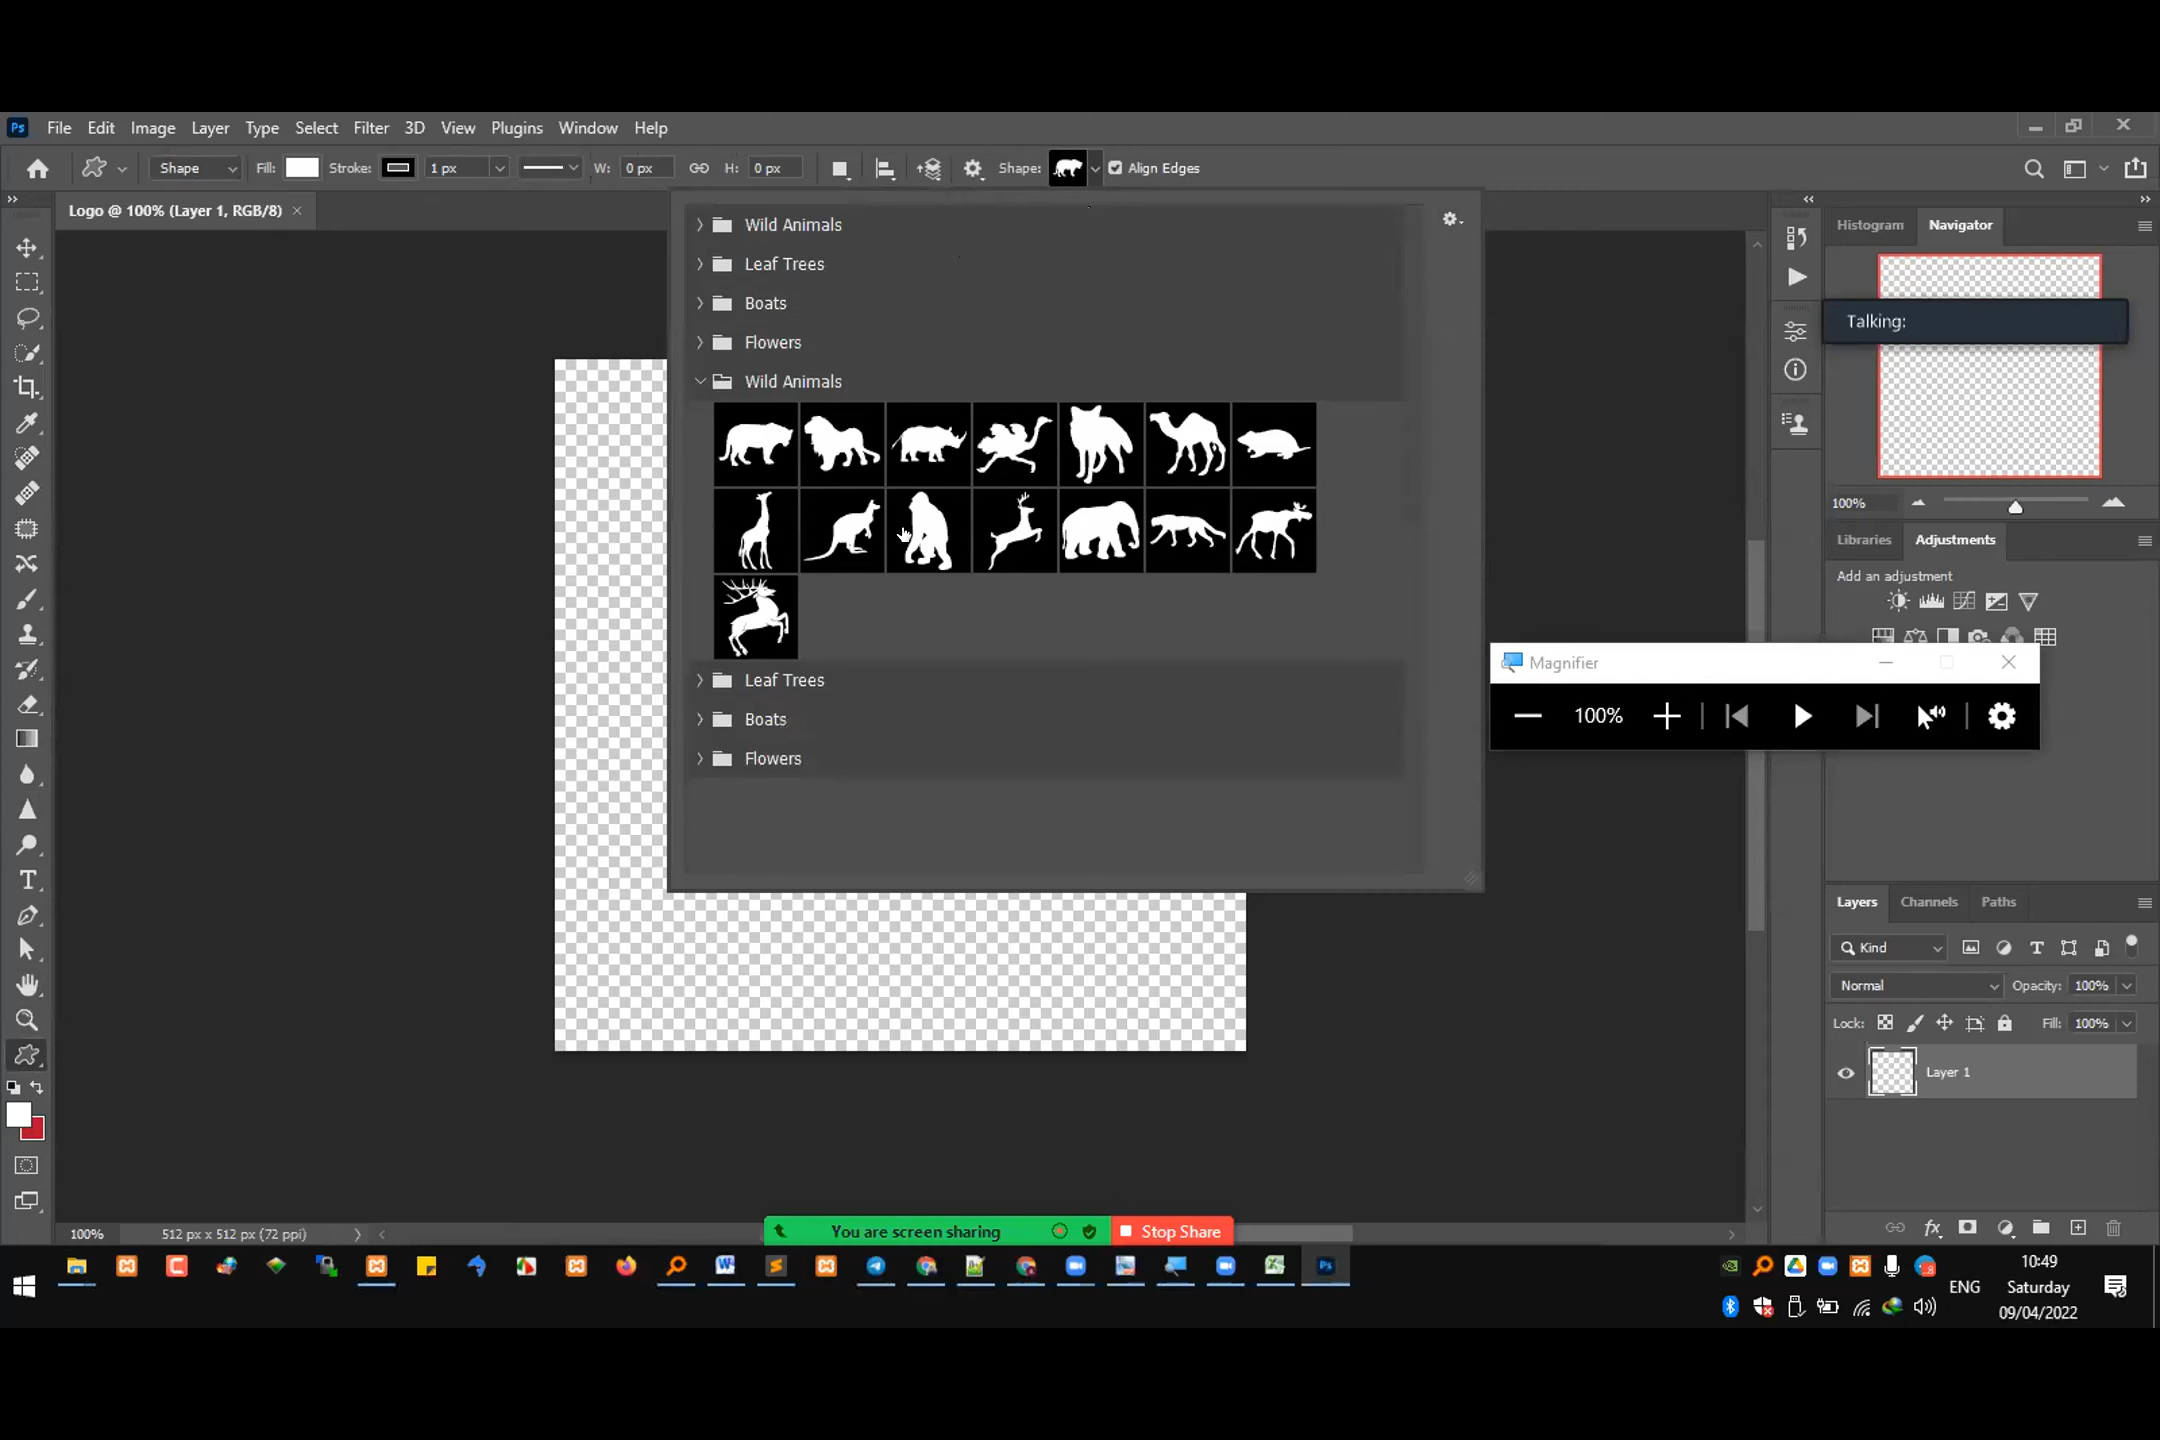 Ps File Edit Image Layer Type Select Filter 3D View Plugins Window Help
Shape Fill: Stroke: 1 px W: 0 px H: 0 px Shape: Align Edges
Logo @ 100% (Layer 1, RGB/8)
Wild Animals
Leaf Trees
Boats
Flowers
Wild Animals
Leaf Trees
Boats
Flowers
Histogram Navigator
Talking:
100%
Libraries Adjustments
Add an adjustment
Magnifier
100%
Layers Channels Paths
Kind
Normal Opacity: 100%
Lock: Fill: 100%
Layer 1
100% 512 px x 512 px (72 ppi)
You are screen sharing Stop Share
ENG
10:49
Saturday
09/04/2022